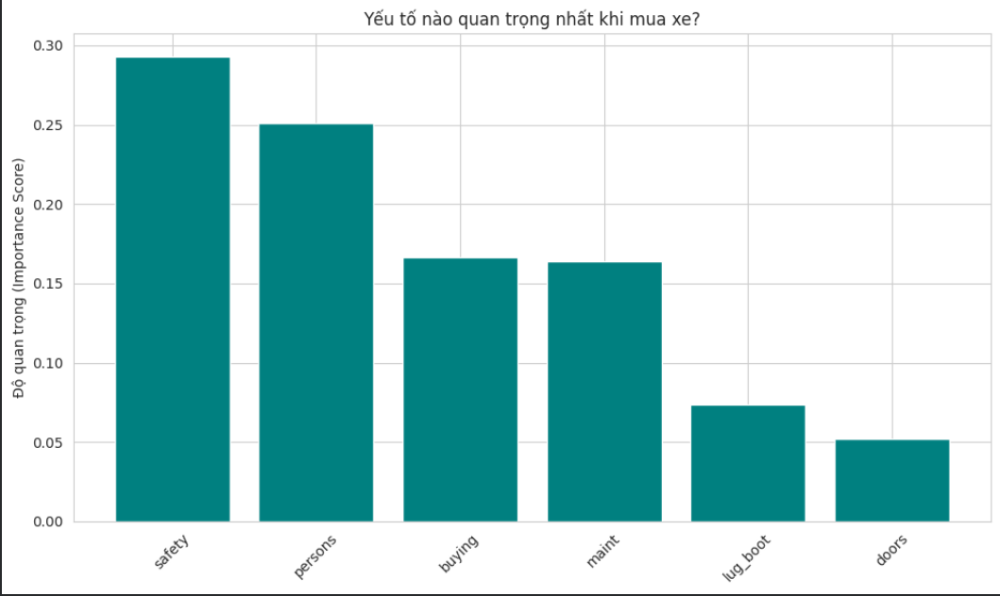 Yếu tố nào quan trọng nhất khi mua xe?
Độ quan trọng (Importance Score)
0.30
0.25
0.20
0.15
0.10
0.05
0.00
safety
persons
buying
maint
lug_boot
doors